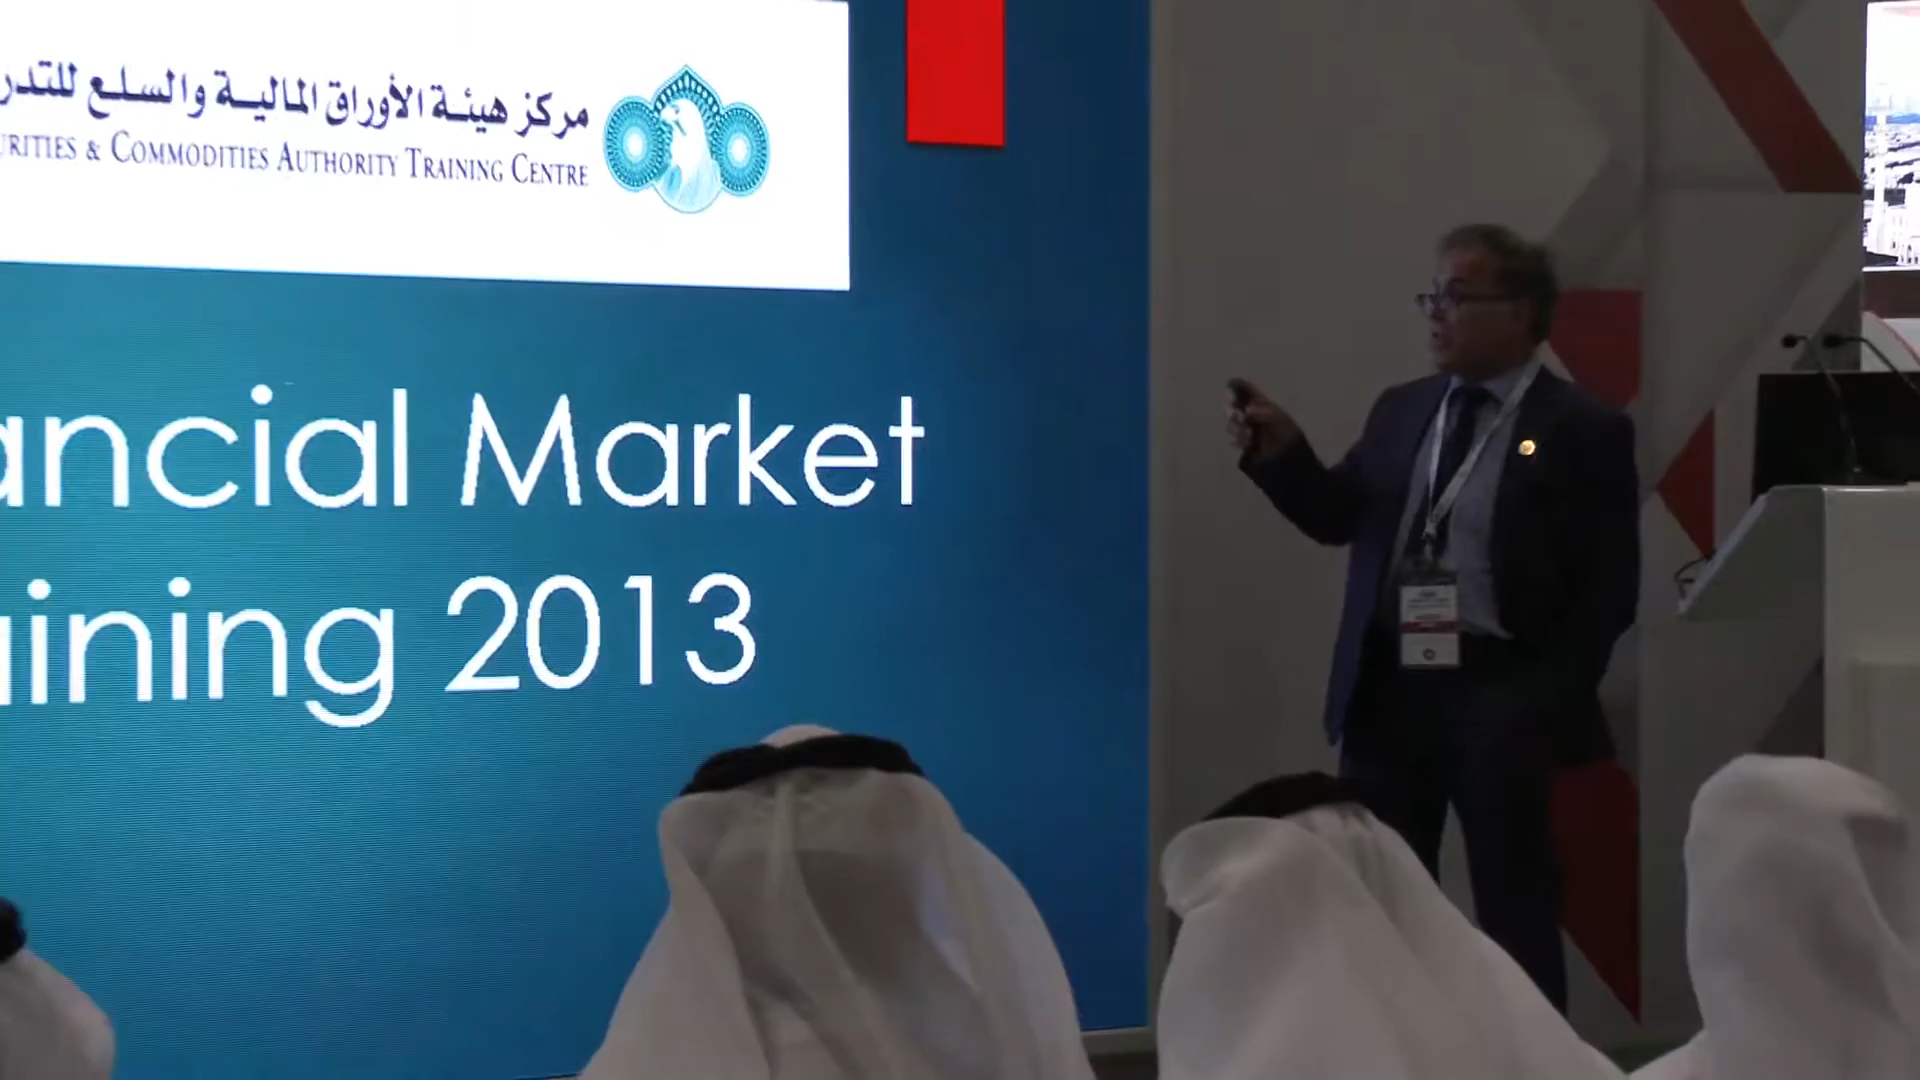 مركز هيئة الأوراق المالية والسلع للتدر
URITIES & COMMODITIES AUTHORITY TRAINING CENTRE
ancial Market
aining 2013